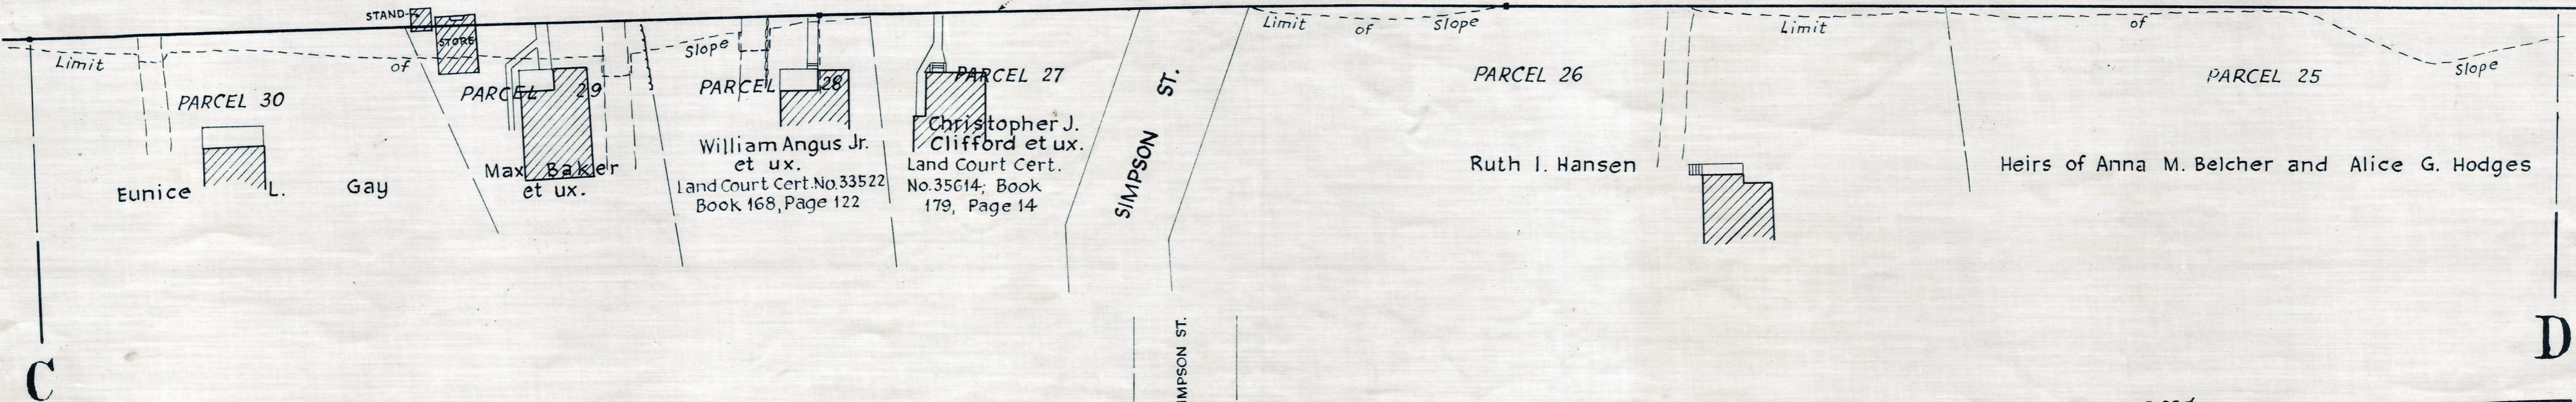 STAND
STORE
Limit of Slope
PARCEL 30
Eunice L. Gay
PARCEL 29
Max Baker
et ux.
PARCEL 28
William Angus Jr.
et ux.
Land Court Cert. No. 33522
Book 168, Page 122
PARCEL 27
Christopher J.
Clifford et ux.
Land Court Cert.
No. 35614; Book
179, Page 14
SIMPSON ST.
IMPSON ST.
Limit of Slope
PARCEL 26
Ruth I. Hansen
Limit of Slope
PARCEL 25
Heirs of Anna M. Belcher and Alice G. Hodges
C
D